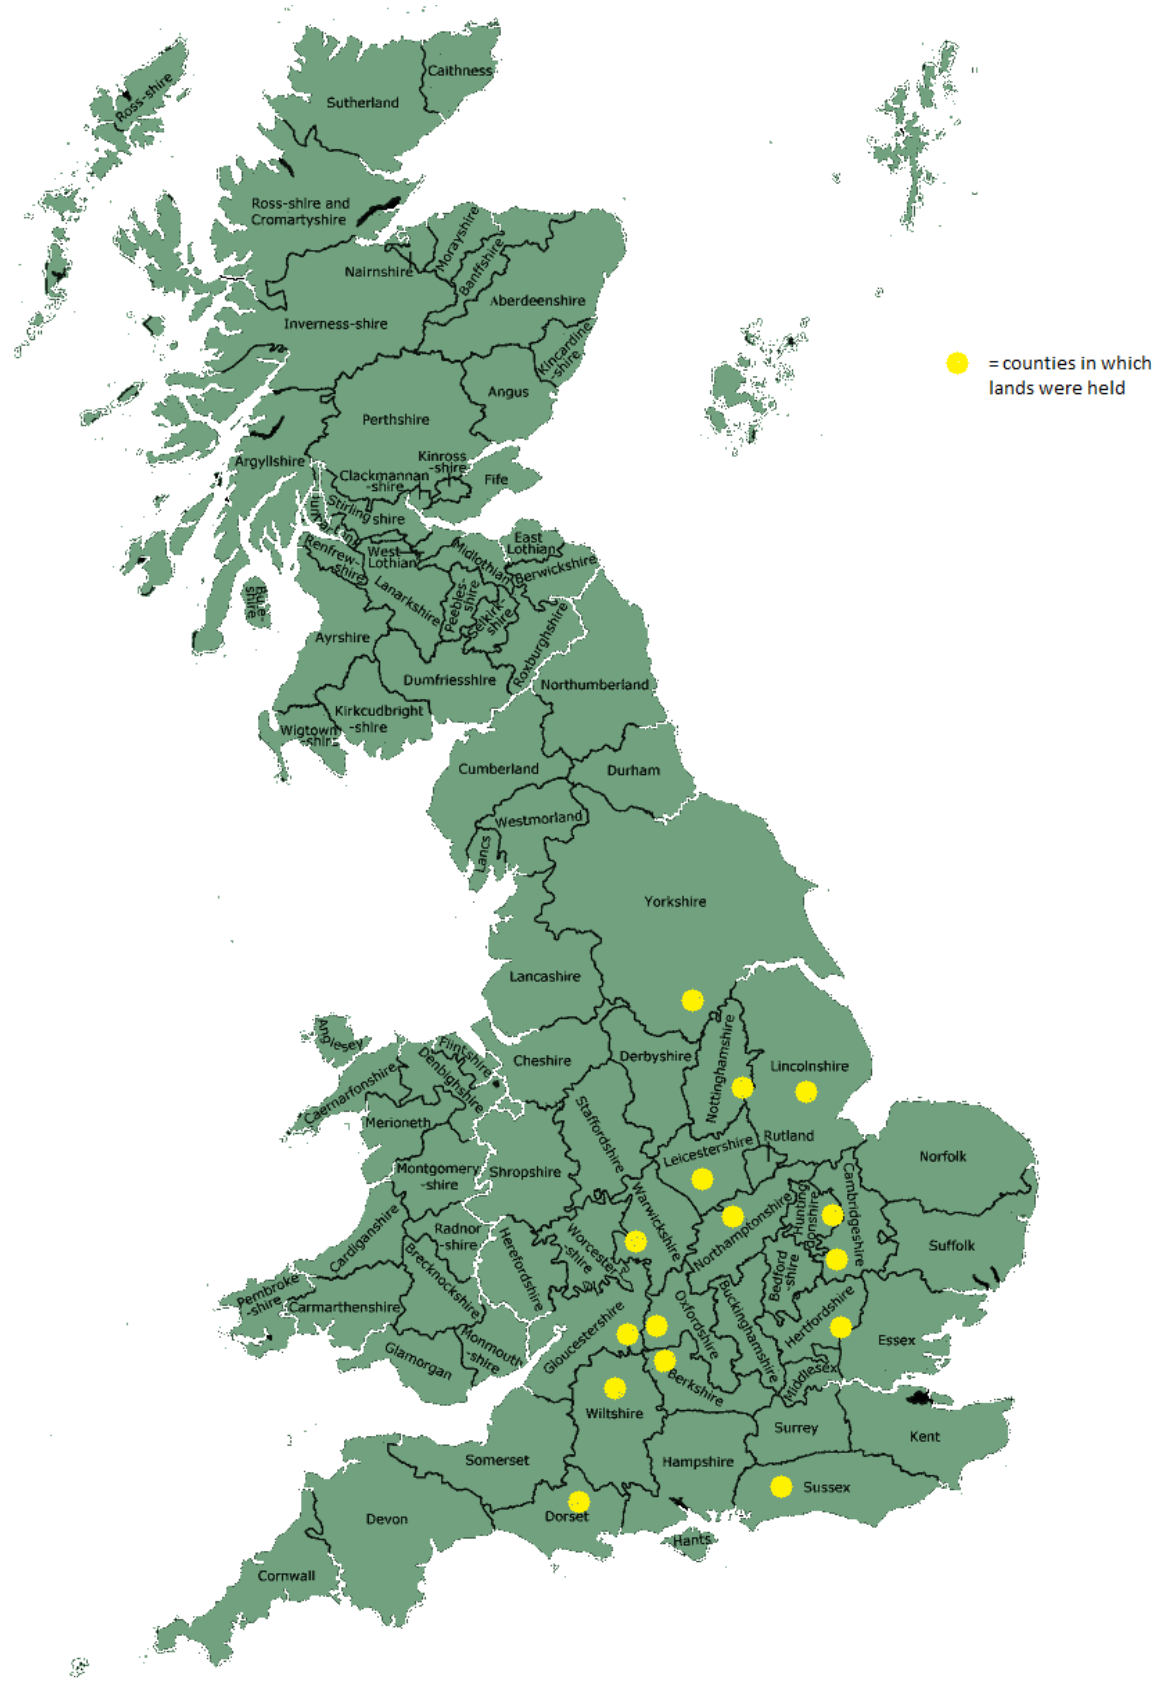 Caithness
Sutherland
Ross-shire
Ross-shire and
Cromartyshire
Morayshire
Banffshire
Nairnshire
Aberdeenshire
Inverness-shire
Kincardine
-shire
= counties in which
lands were held
Angus
Perthshire
Argyllshire
Kinross
-shire
Clackmannan
-shire
Fife
Stirling shire
East
Lothian
Midlothian
Berwickshire
Renfrew-
shire
West
Lothian
Lanarkshire
Peebles-
shire
Selkirk-
shire
Roxburghshire
-shire
Ayrshire
Dumfriesshire
Northumberland
Kirkcudbright
-shire
Wigtown
Cumberland
Durham
Westmorland
Lancs
Yorkshire
Lancashire
Anglesey
Flintshire
Denbighshire
Caernarfonshire
Cheshire
Derbyshire
Nottinghamshire
Lincolnshire
Merioneth
Staffordshire
Rutland
Leicestershire
Norfolk
Montgomery
-shire
Shropshire
Warwickshire
Northamptonshire
Hunting
donshire
Cambridgeshire
Suffolk
Cardiganshire
Radnor
-shire
Herefordshire
Worcester
-shire
Bedford
-shire
Brecknockshire
Pembroke
-shire
Carmarthenshire
Gloucestershire
Oxfordshire
Buckinghamshire
Hertfordshire
Essex
Monmouth
-shire
Glamorgan
Berkshire
Middlesex
Wiltshire
Surrey
Kent
Somerset
Hampshire
Sussex
Devon
Dorset
Hants
Cornwall